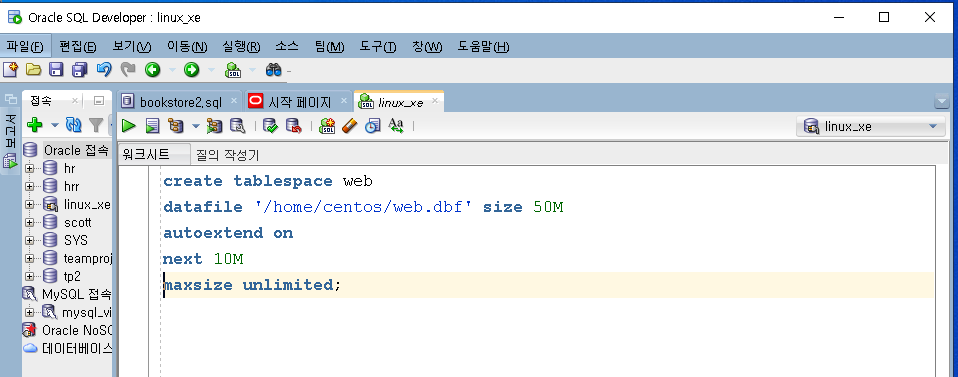 Oracle SQL Developer : linux_xe
파일(F) 편집(E) 보기(V) 이동(N) 실행(R) 소스 팀(M) 도구(T) 창(W) 도움말(H)
접속
bookstore2.sql
시작 페이지
linux_xe
linux_xe
보고서
워크시트 질의 작성기
Oracle 접속
hr
hrr
linux_xe
scott
SYS
teamproj
tp2
MySQL 접속
mysql_vi
Oracle NoSQ
데이터베이스
create tablespace web
datafile '/home/centos/web.dbf' size 50M
autoextend on
next 10M
maxsize unlimited;